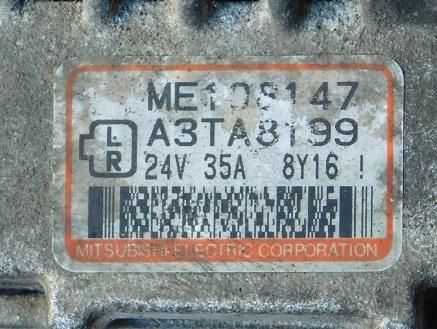 ME108147
A3TA8199
L
R
24V 35A 8Y16 !
MITSUBISHI ELECTRIC CORPORATION